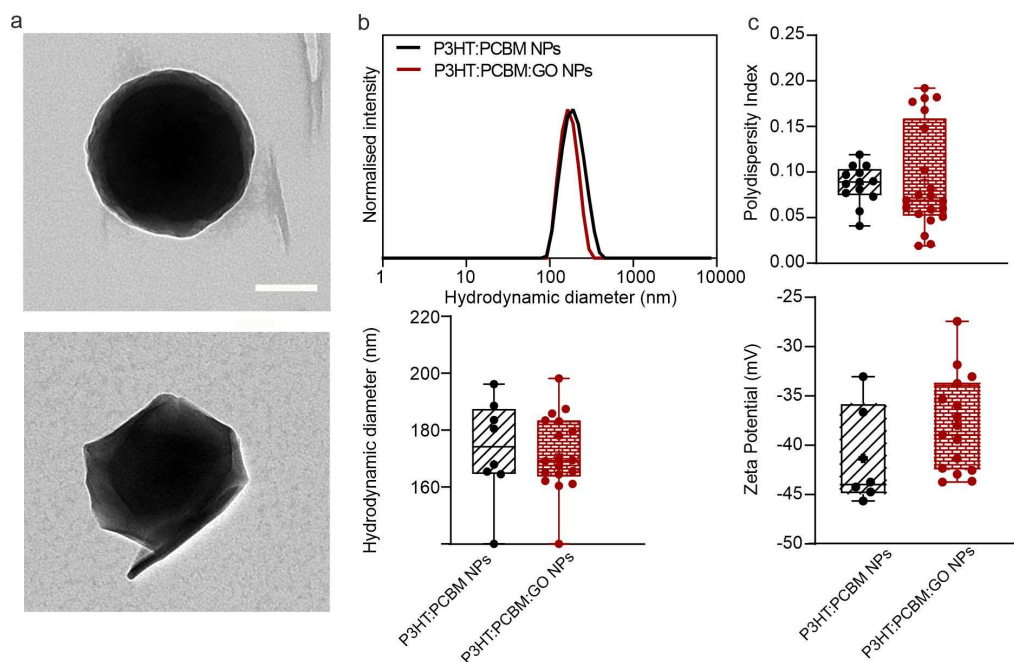 a
b
P3HT:PCBM NPs
P3HT:PCBM:GO NPs
Normalised intensity
1
10
100
1000
10000
Hydrodynamic diameter (nm)
Hydrodynamic diameter (nm)
220
200
180
160
P3HT:PCBM NPs
P3HT:PCBM:GO NPs
c
Polydispersity Index
0.25
0.20
0.15
0.10
0.05
0.00
Zeta Potential (mV)
-25
-30
-35
-40
-45
-50
P3HT:PCBM NPs
P3HT:PCBM:GO NPs